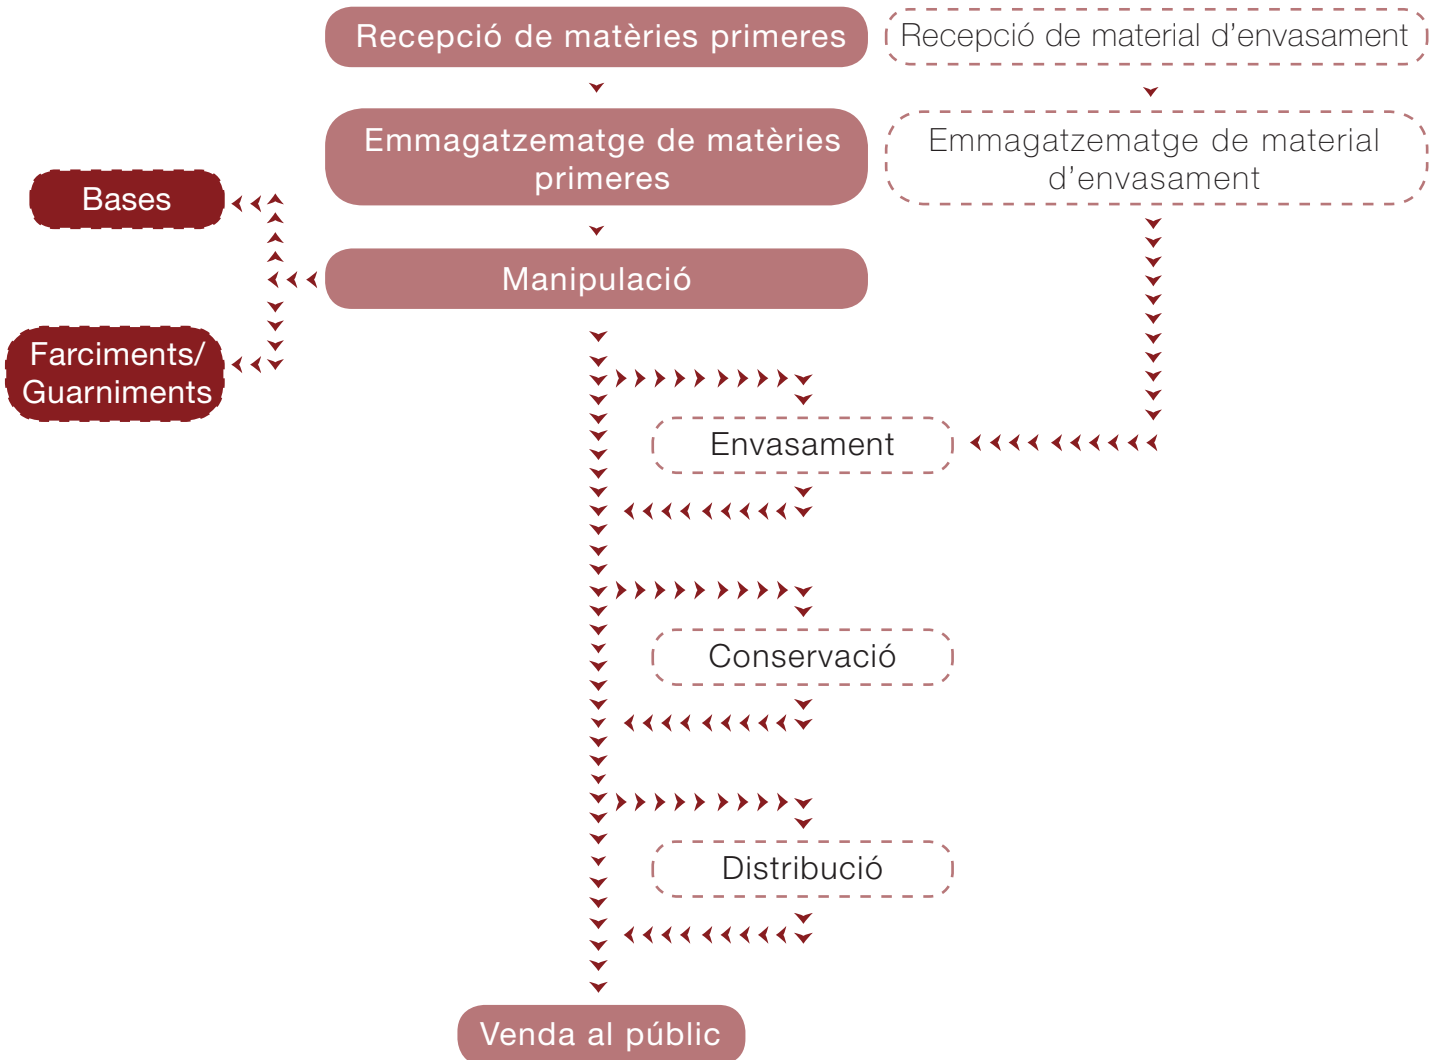 Recepció de matèries primeres
Recepció de material d'envasament
Emmagatzematge de matèries
primeres
Emmagatzematge de material
d'envasament
Bases
Manipulació
Farciments/
Guarniments
Envasament
Conservació
Distribució
Venda al públic